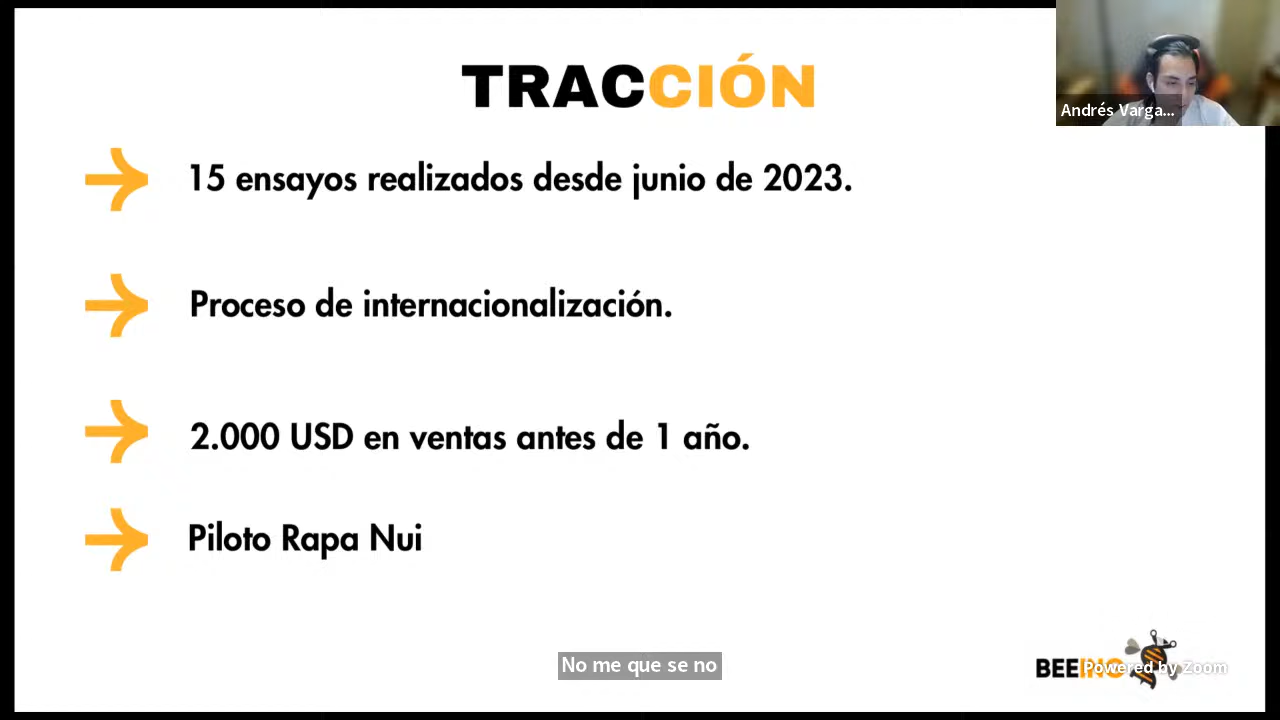 TRACCIÓN
Andrés Varga...
15 ensayos realizados desde junio de 2023.
Proceso de internacionalización.
2.000 USD en ventas antes de 1 año.
Piloto Rapa Nui
No me que se no
BEEING
Powered by Zoom